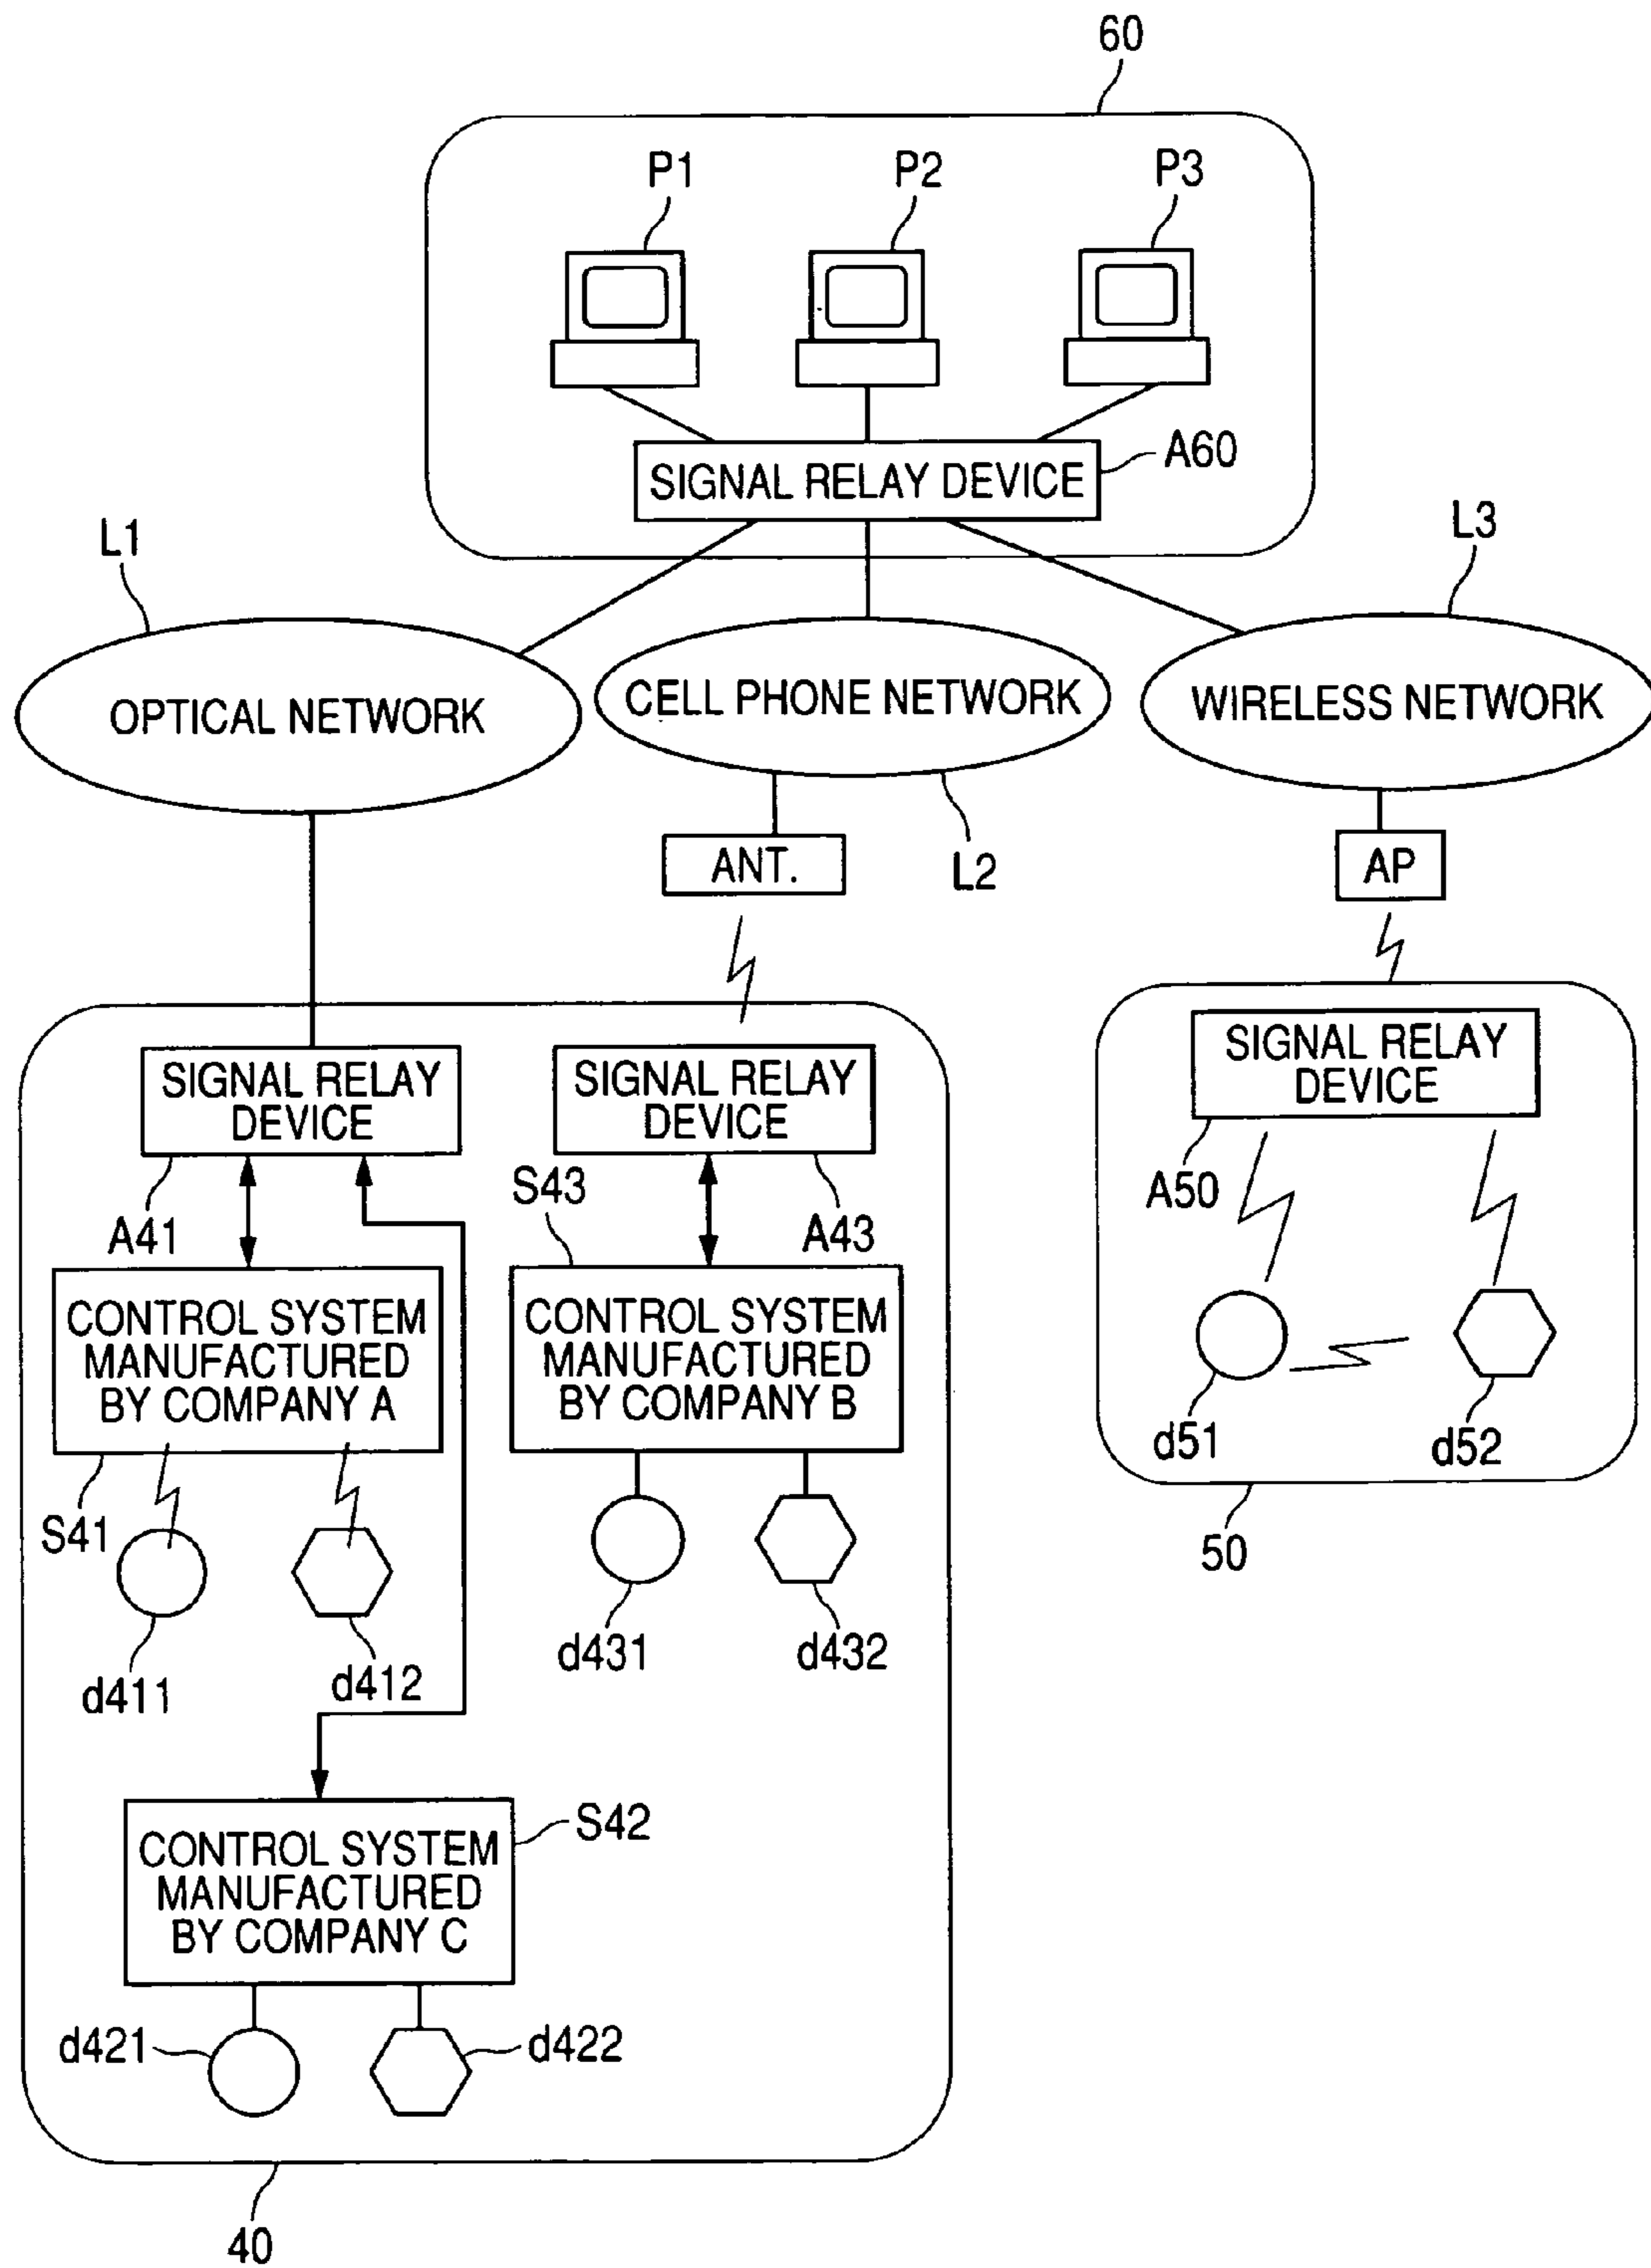 60
P1
P2
P3
SIGNAL RELAY DEVICE
A60
L1
L3
OPTICAL NETWORK
CELL PHONE NETWORK
WIRELESS NETWORK
ANT.
L2
AP
SIGNAL RELAY
DEVICE
SIGNAL RELAY
DEVICE
SIGNAL RELAY
DEVICE
A41
S43
A43
A50
CONTROL SYSTEM
MANUFACTURED
BY COMPANY A
CONTROL SYSTEM
MANUFACTURED
BY COMPANY B
d51
d52
S41
50
d411
d412
d431
d432
CONTROL SYSTEM
MANUFACTURED
BY COMPANY C
S42
d421
d422
40